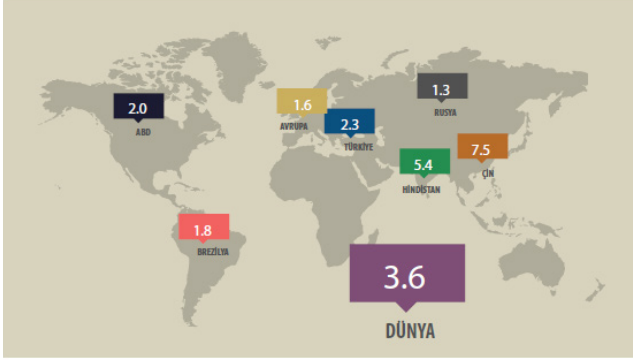 2.0
ABD
1.6
AVRUPA
2.3
TÜRKİYE
1.3
RUSYA
7.5
ÇİN
5.4
HİNDİSTAN
1.8
BREZİLYA
3.6
DÜNYA